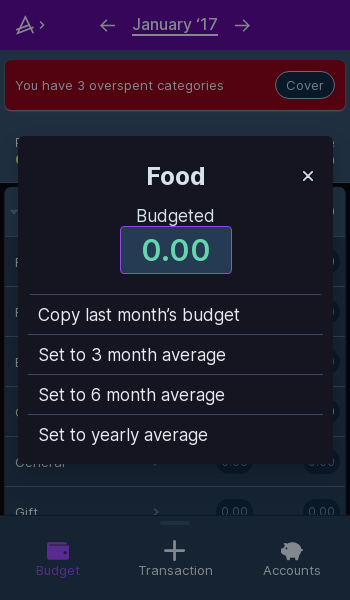 January ‘17
You have 3 overspent categories
Cover
Food
Budgeted
0.00
Copy last month’s budget
Set to 3 month average
Set to 6 month average
Set to yearly average
General 0.00 0.00
Gift 0.00 0.00
Budget Transaction Accounts